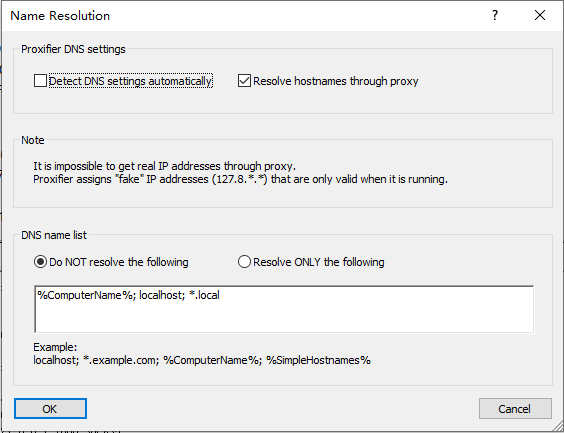 Name Resolution
Proxifier DNS settings
Detect DNS settings automatically
Resolve hostnames through proxy
Note
It is impossible to get real IP addresses through proxy.
Proxifier assigns "fake" IP addresses (127.8.*.*) that are only valid when it is running.
DNS name list
Do NOT resolve the following
Resolve ONLY the following
%ComputerName%; localhost; *.local
Example:
localhost; *.example.com; %ComputerName%; %SimpleHostnames%
OK
Cancel